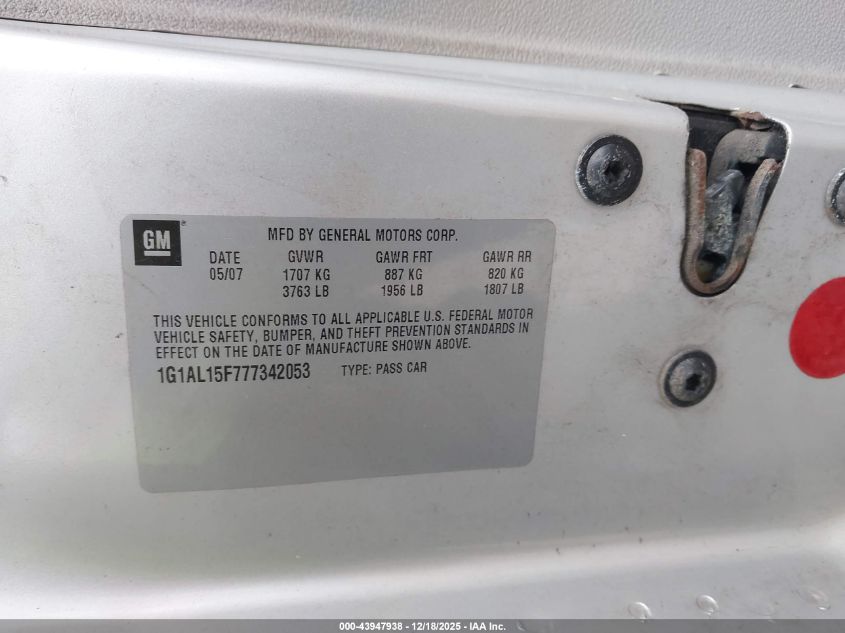 GM
MFD BY GENERAL MOTORS CORP.
DATE GVWR GAWR FRT GAWR RR
05/07 1707 KG 887 KG 820 KG
3763 LB 1956 LB 1807 LB
THIS VEHICLE CONFORMS TO ALL APPLICABLE U.S. FEDERAL MOTOR
VEHICLE SAFETY, BUMPER, AND THEFT PREVENTION STANDARDS IN
EFFECT ON THE DATE OF MANUFACTURE SHOWN ABOVE.
1G1AL15F777342053 TYPE: PASS CAR
000-43947938 - 12/18/2025 - IAA Inc.